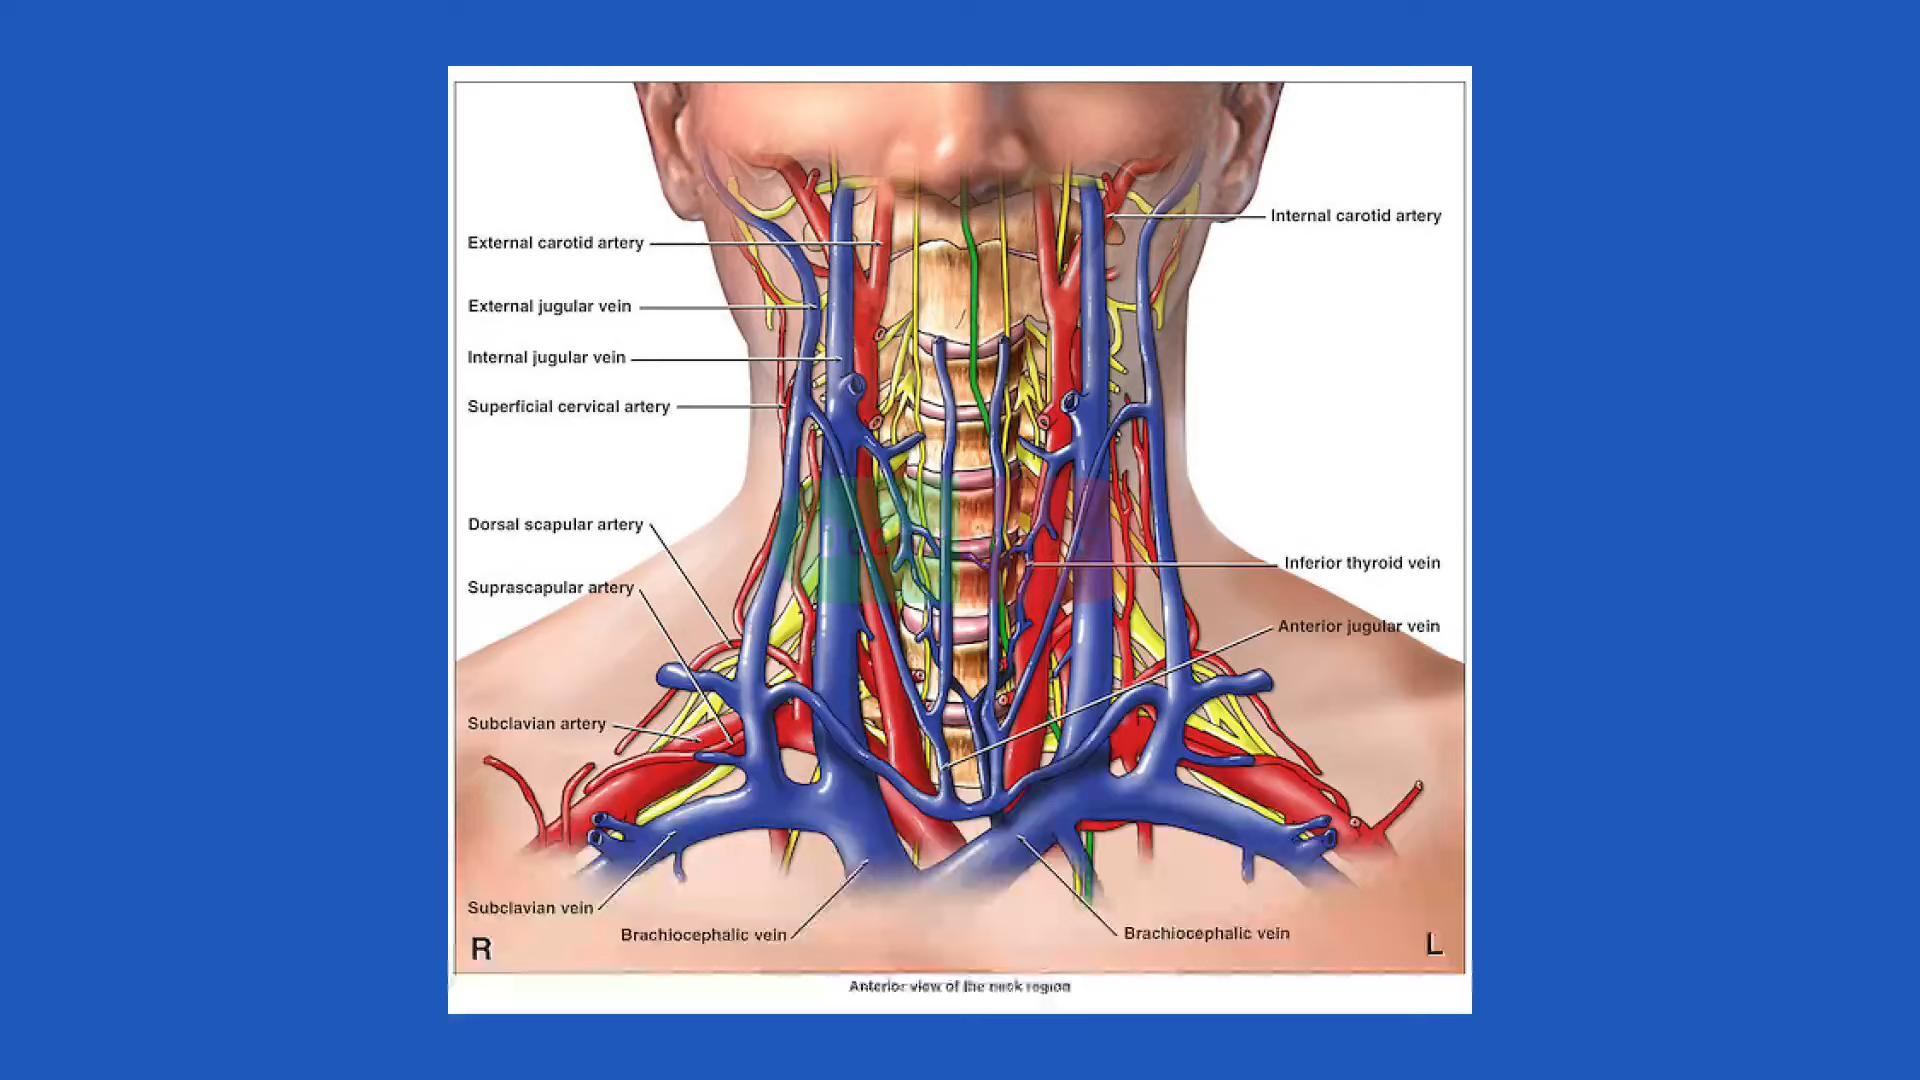 Internal carotid artery
External carotid artery
External jugular vein
Internal jugular vein
Superficial cervical artery
Dorsal scapular artery
Inferior thyroid vein
Suprascapular artery
Anterior jugular vein
Subclavian artery
Subclavian vein
Brachiocephalic vein
Brachiocephalic vein
R
L
Anterior view of the neck region